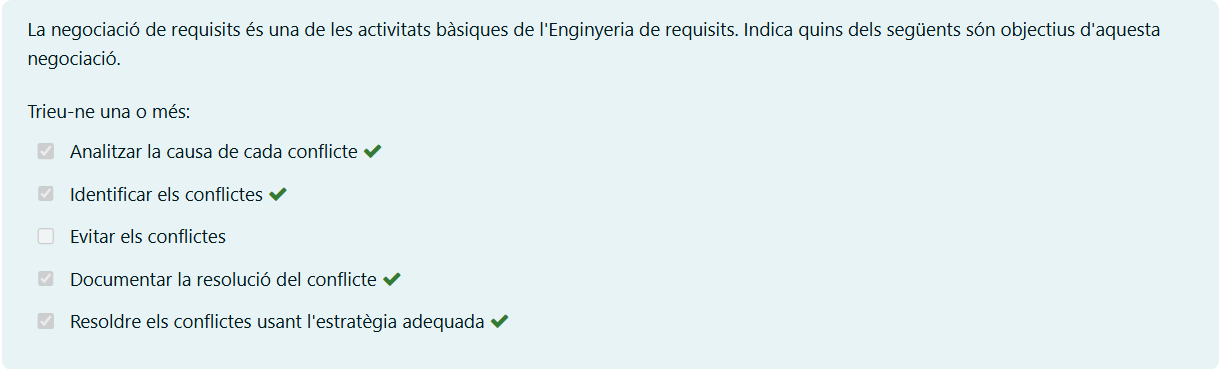 La negociació de requisits és una de les activitats bàsiques de l'Enginyeria de requisits. Indica quins dels següents són objectius d'aquesta
negociació.
Trieu-ne una o més:
Analitzar la causa de cada conflicte
Identificar els conflictes
Evitar els conflictes
Documentar la resolució del conflicte
Resoldre els conflictes usant l'estratègia adequada